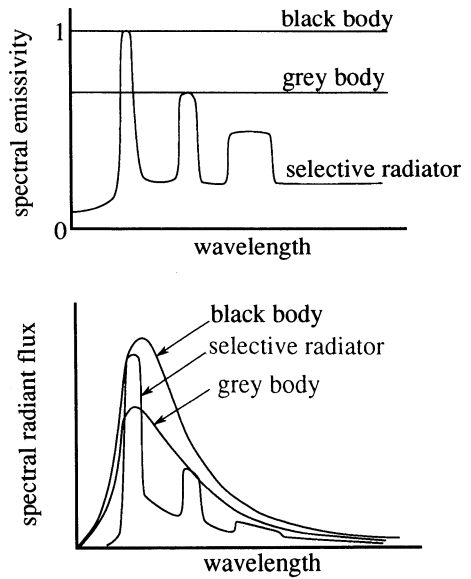 1
black body
grey body
spectral emissivity
selective radiator
0
wavelength
black body
selective radiator
grey body
spectral radiant flux
wavelength